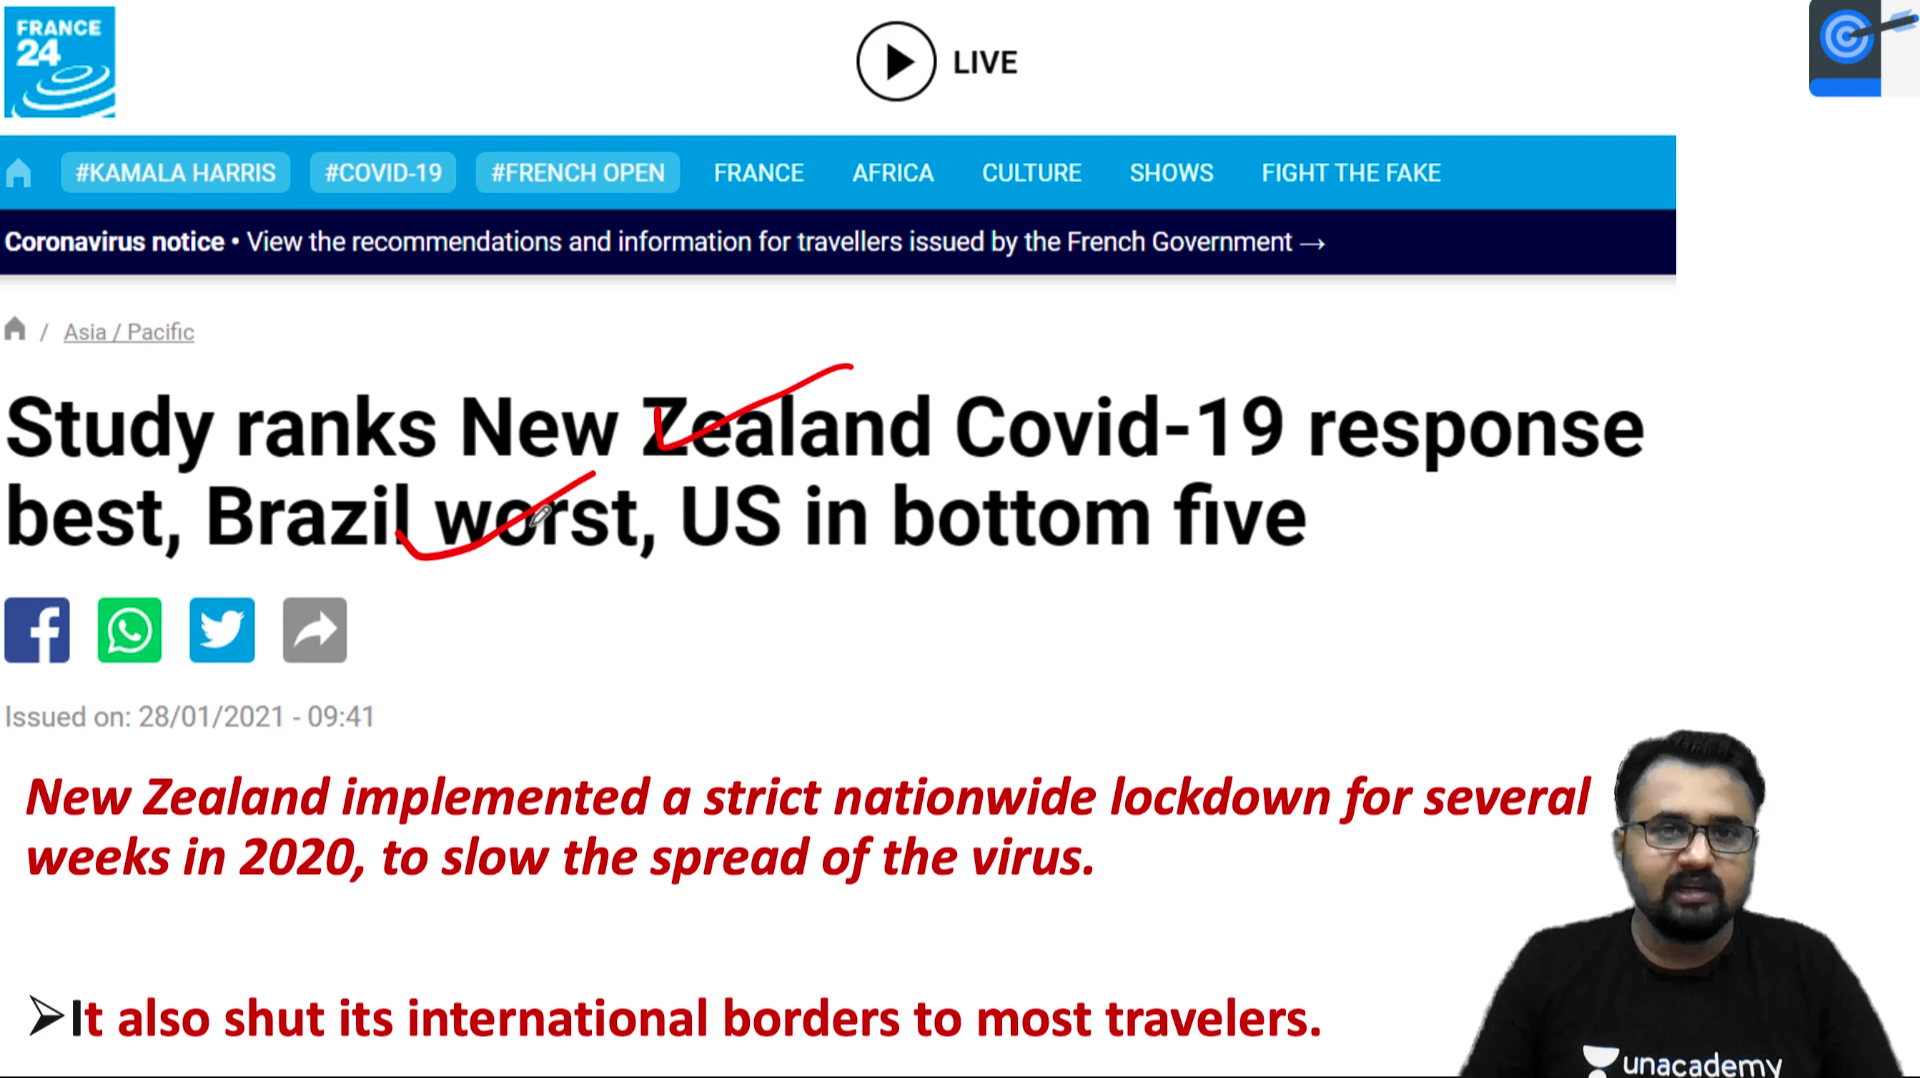 FRANCE
24
LIVE
#KAMALA HARRIS #COVID-19 #FRENCH OPEN FRANCE AFRICA CULTURE SHOWS FIGHT THE FAKE
Coronavirus notice • View the recommendations and information for travellers issued by the French Government →
/ Asia / Pacific
Study ranks New Zealand Covid-19 response
best, Brazil worst, US in bottom five
Issued on: 28/01/2021 - 09:41
New Zealand implemented a strict nationwide lockdown for several
weeks in 2020, to slow the spread of the virus.
➢It also shut its international borders to most travelers.
unacademy